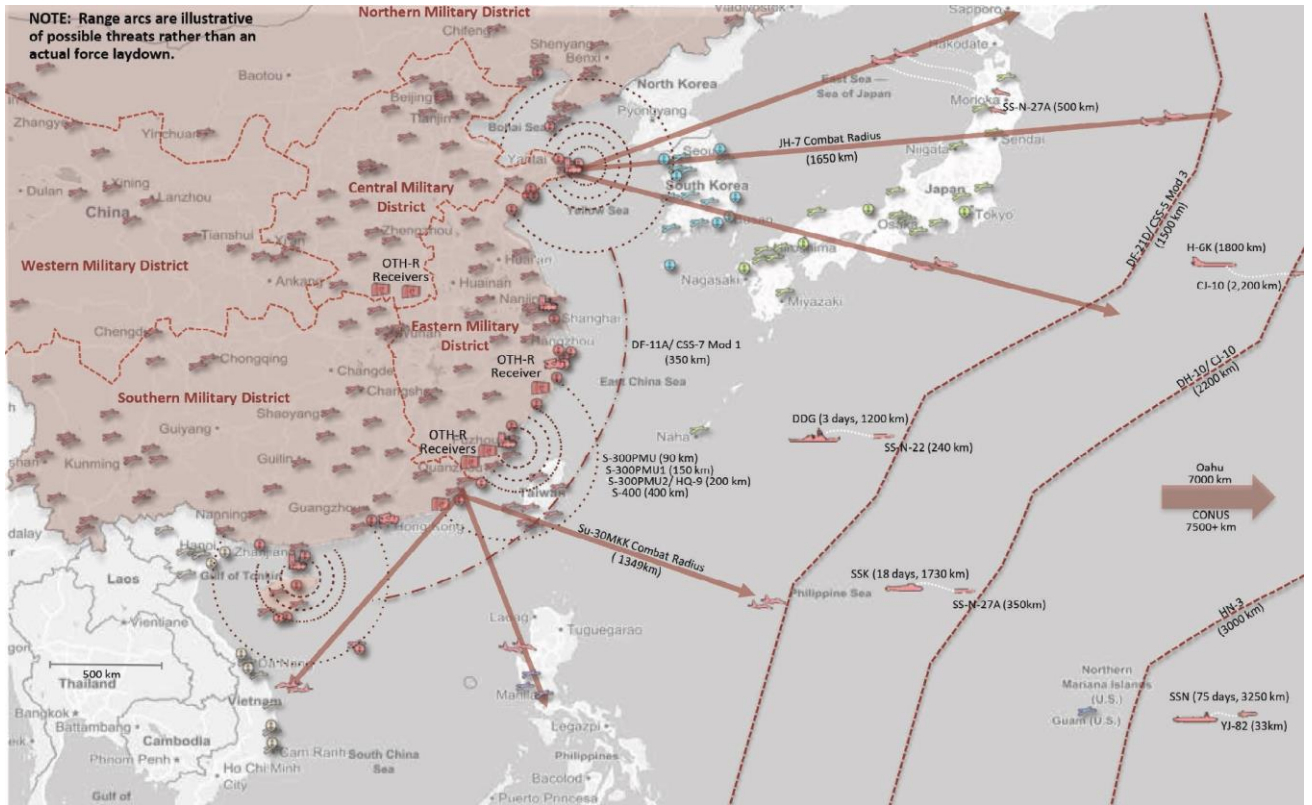 NOTE: Range arcs are illustrative
of possible threats rather than an
actual force laydown.
Northern Military District
Chifeng
Vladivostok
Sapporo
Hakodate
Shenyang
Benxi
Baotou
Beijing
Tianjin
North Korea
Pyongyang
East Sea —
Sea of Japan
Morioka
SS-N-27A (500 km)
Zhangye
Yinchuan
Bohai Sea
Yantai
Sendai
JH-7 Combat Radius
(1650 km)
Niigata
Seoul
South Korea
Japan
Tokyo
Osaka
Yellow Sea
Dulan
Xining
Lanzhou
China
Central Military
District
Zhengzhou
Tianshui
Xi'an
DF-21D/CSS-5 Mod 3
(1500 km)
H-6K (1800 km)
CJ-10 (2,200 km)
Western Military District
Ankang
OTH-R
Receivers
Huai'an
Huainan
Nanjing
Nagasaki
Miyazaki
Shanghai
Hangzhou
Eastern Military
District
DF-11A/ CSS-7 Mod 1
(350 km)
East China Sea
OTH-R
Receiver
Chengdu
Chongqing
Changde
Changsha
Southern Military District
Shaoyang
Guiyang
DH-10/ CJ-10
(2200 km)
DDG (3 days, 1200 km)
SS-N-22 (240 km)
Naha
OTH-R
Receivers
Fuzhou
Quanzhou
Kunming
Guilin
S-300PMU (90 km)
S-300PMU1 (150 km)
S-300PMU2/ HQ-9 (200 km)
S-400 (400 km)
Taiwan
Oahu
7000 km
CONUS
7500+ km
Guangzhou
Nanning
Hong Kong
Hanoi
Zhanjiang
Gulf of Tonkin
Su-30MKK Combat Radius
( 1349km)
Laos
Philippine Sea
SSK (18 days, 1730 km)
SS-N-27A (350km)
HN-3
(3000 km)
Laoag
Tuguegarao
Vientiane
500 km
Da Nang
Thailand
Vietnam
Manila
Northern
Mariana Islands
(U.S.)
Guam (U.S.)
SSN (75 days, 3250 km)
YJ-82 (33km)
Bangkok
Battambang
Legazpi
Cambodia
Cam Ranh
Phnom Penh
Ho Chi Minh
City
South China
Sea
Philippines
Bacolod
Puerto Princesa
Gulf of